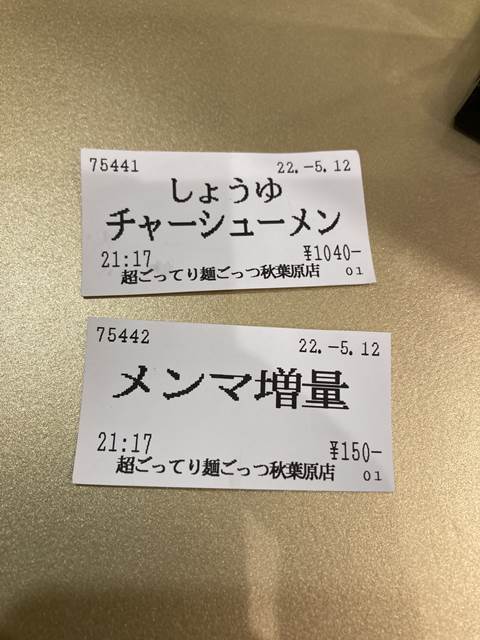 75441 22.-5.12
しょうゆ
チャーシューメン
21:17 ¥1040-
超ごってり麺ごっつ秋葉原店 01
75442 22.-5.12
メンマ増量
21:17 ¥150-
超ごってり麺ごっつ秋葉原店 01